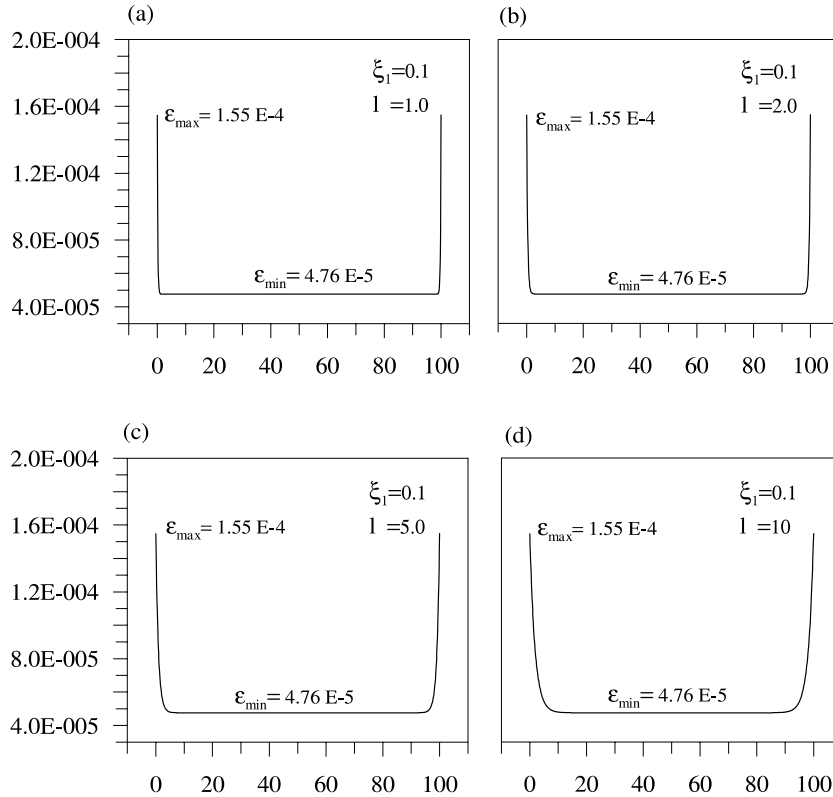 (a)
(b)
2.0E-004
1.6E-004
1.2E-004
8.0E-005
4.0E-005
ξ1=0.1
l =1.0
εmax= 1.55 E-4
εmin= 4.76 E-5
0 20 40 60 80 100
ξ1=0.1
l =2.0
εmax= 1.55 E-4
εmin= 4.76 E-5
0 20 40 60 80 100
(c)
(d)
2.0E-004
1.6E-004
1.2E-004
8.0E-005
4.0E-005
ξ1=0.1
l =5.0
εmax= 1.55 E-4
εmin= 4.76 E-5
0 20 40 60 80 100
ξ1=0.1
l =10
εmax= 1.55 E-4
εmin= 4.76 E-5
0 20 40 60 80 100